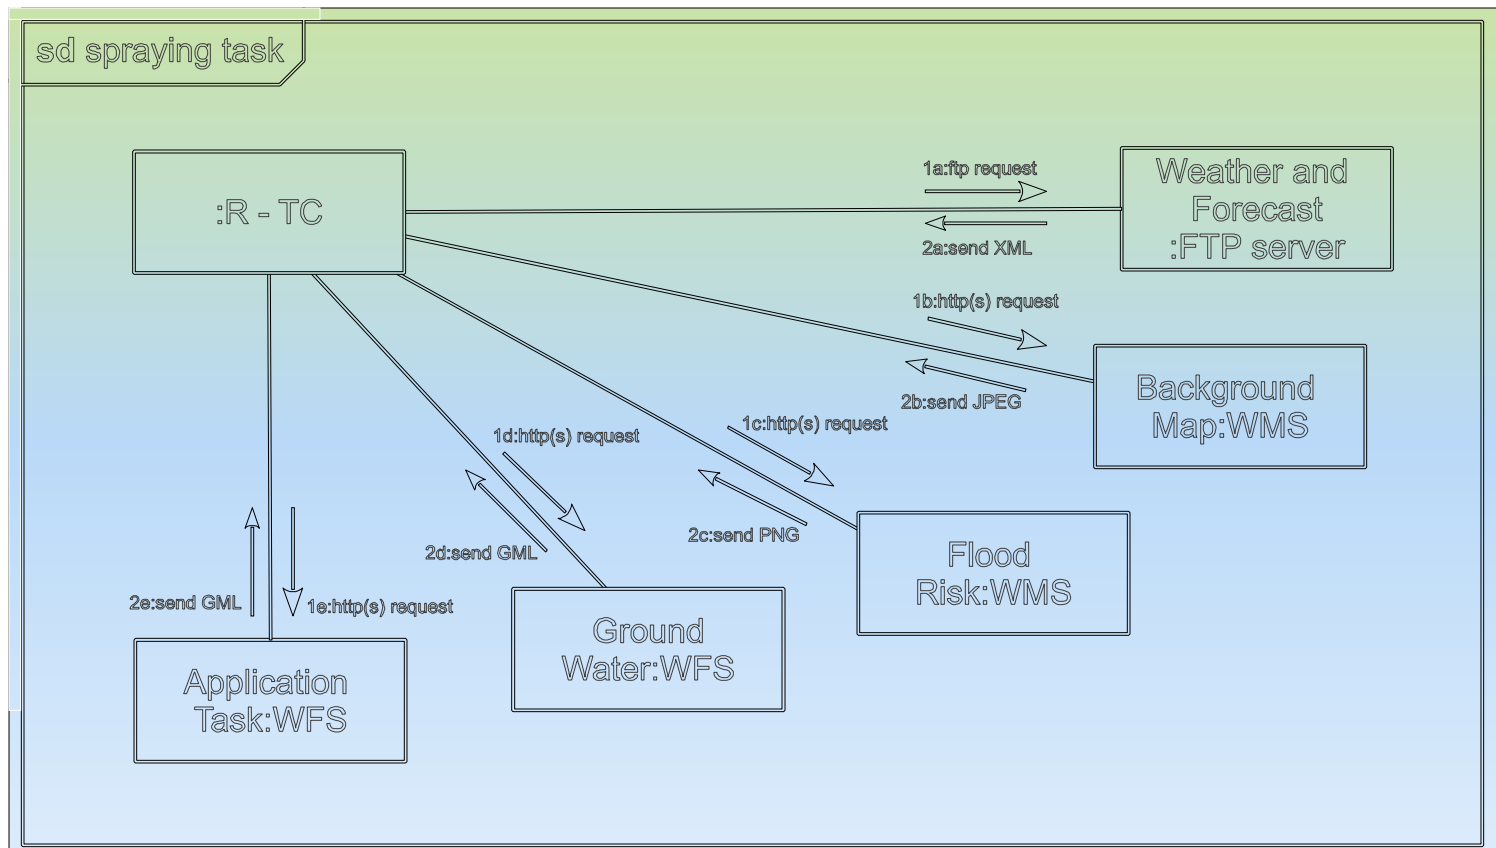 sd spraying task
:R - TC
1a:ftp request
2a:send XML
Weather and
Forecast
:FTP server
1b:http(s) request
2b:send JPEG
Background
Map:WMS
1c:http(s) request
2c:send PNG
Flood
Risk:WMS
1d:http(s) request
2d:send GML
Ground
Water:WFS
2e:send GML
1e:http(s) request
Application
Task:WFS